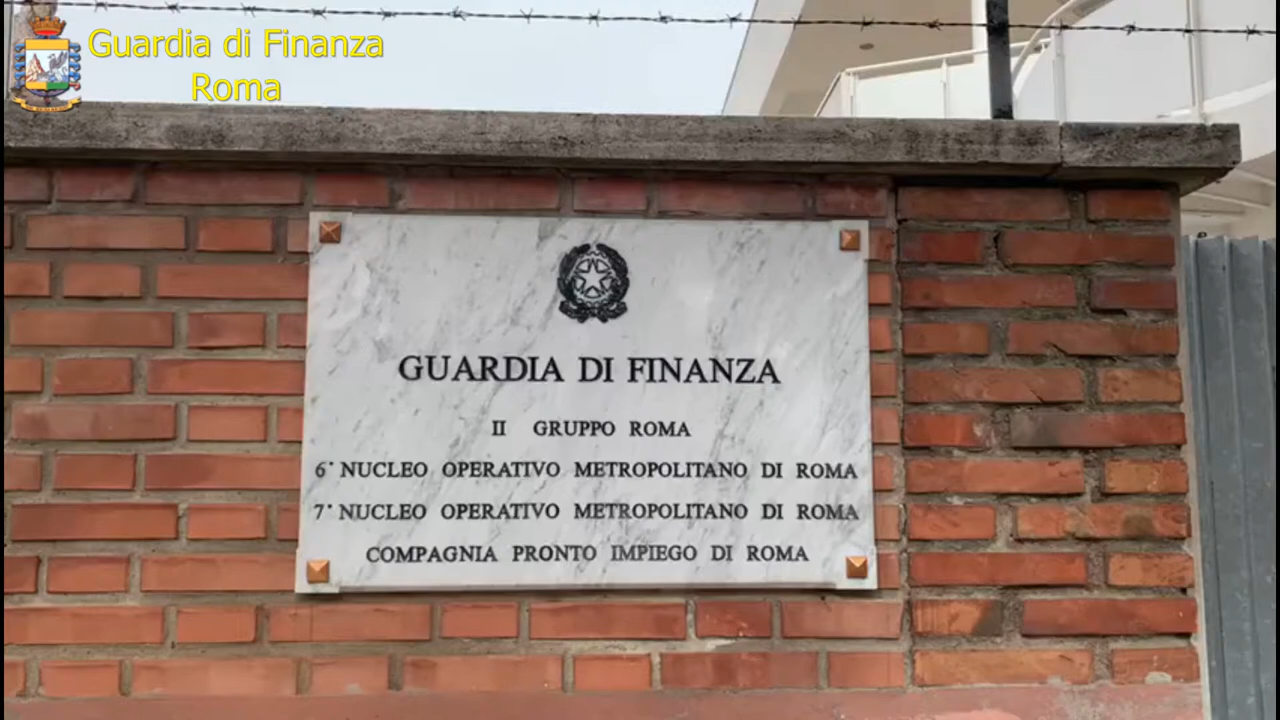 Guardia di Finanza
Roma
GUARDIA DI FINANZA
II GRUPPO ROMA
6° NUCLEO OPERATIVO METROPOLITANO DI ROMA
7° NUCLEO OPERATIVO METROPOLITANO DI ROMA
COMPAGNIA PRONTO IMPIEGO DI ROMA